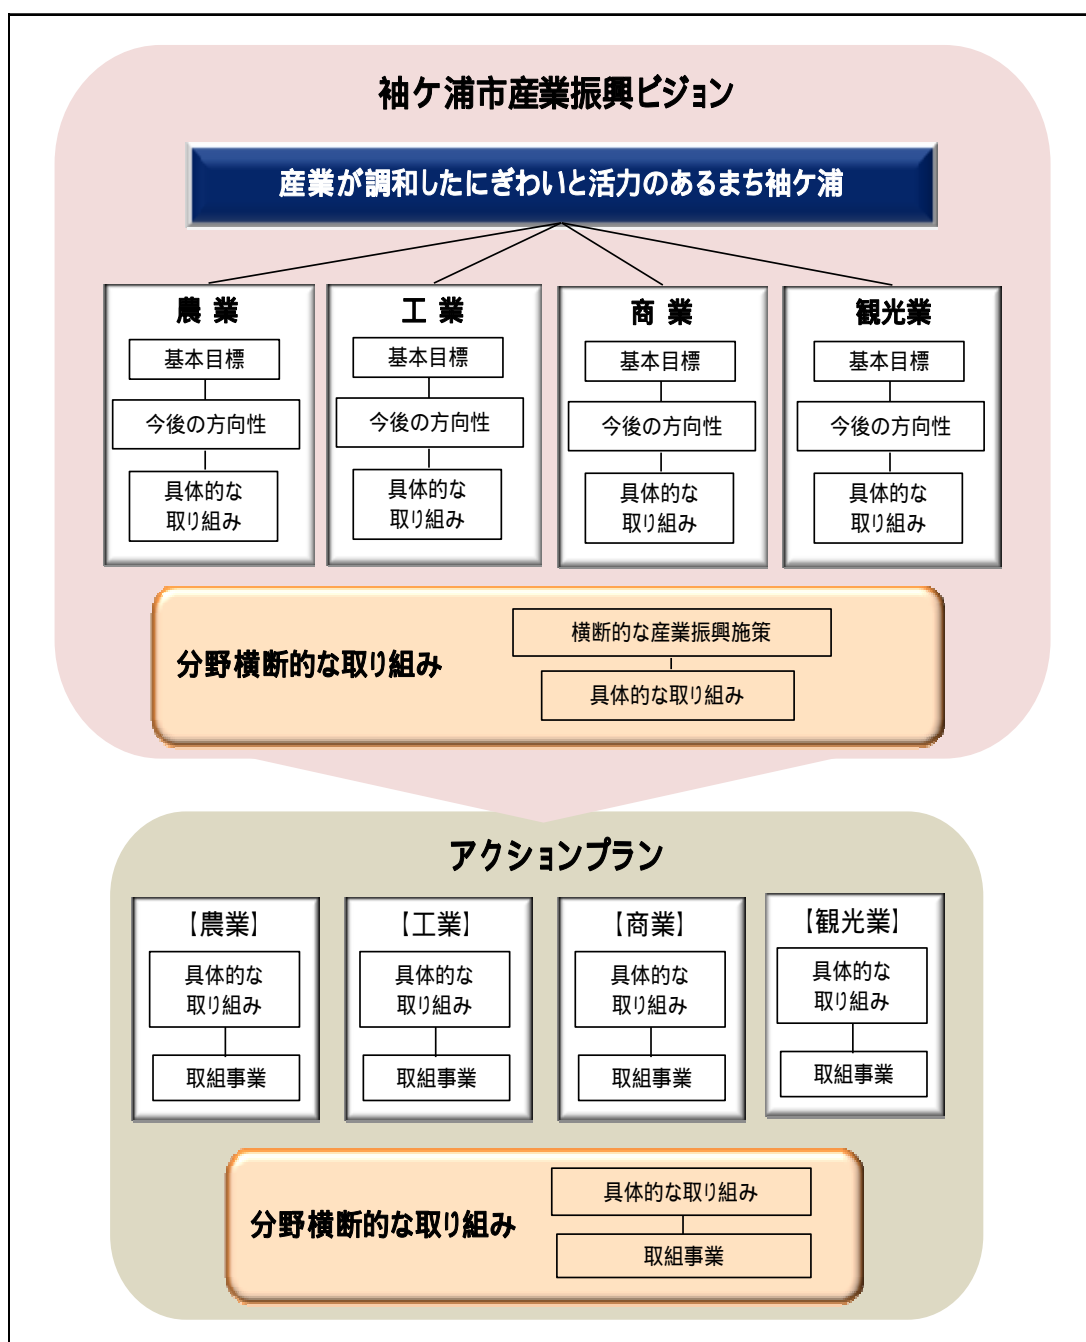 袖ケ浦市産業振興ビジョン
産業が調和したにぎわいと活力のあるまち袖ケ浦
農 業
基本目標
今後の方向性
具体的な
取り組み
工 業
基本目標
今後の方向性
具体的な
取り組み
商 業
基本目標
今後の方向性
具体的な
取り組み
観光業
基本目標
今後の方向性
具体的な
取り組み
分野横断的な取り組み
横断的な産業振興施策
具体的な取り組み
アクションプラン
【農業】
具体的な
取り組み
取組事業
【工業】
具体的な
取り組み
取組事業
【商業】
具体的な
取り組み
取組事業
【観光業】
具体的な
取り組み
取組事業
分野横断的な取り組み
具体的な取り組み
取組事業